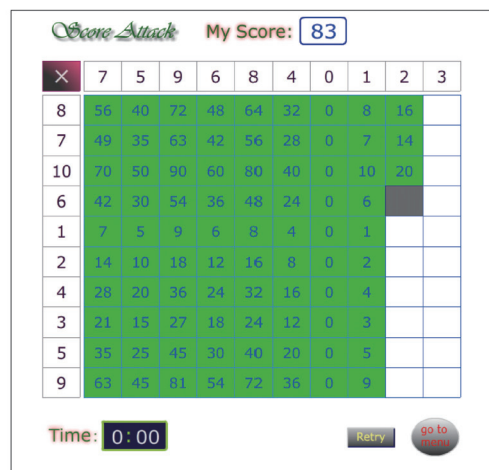 Score Attack My Score: 83
× 7 5 9 6 8 4 0 1 2 3
8 56 40 72 48 64 32 0 8 16
7 49 35 63 42 56 28 0 7 14
10 70 50 90 60 80 40 0 10 20
6 42 30 54 36 48 24 0 6
1 7 5 9 6 8 4 0 1
2 14 10 18 12 16 8 0 2
4 28 20 36 24 32 16 0 4
3 21 15 27 18 24 12 0 3
5 35 25 45 30 40 20 0 5
9 63 45 81 54 72 36 0 9
Time: 0:00 Retry go to
menu